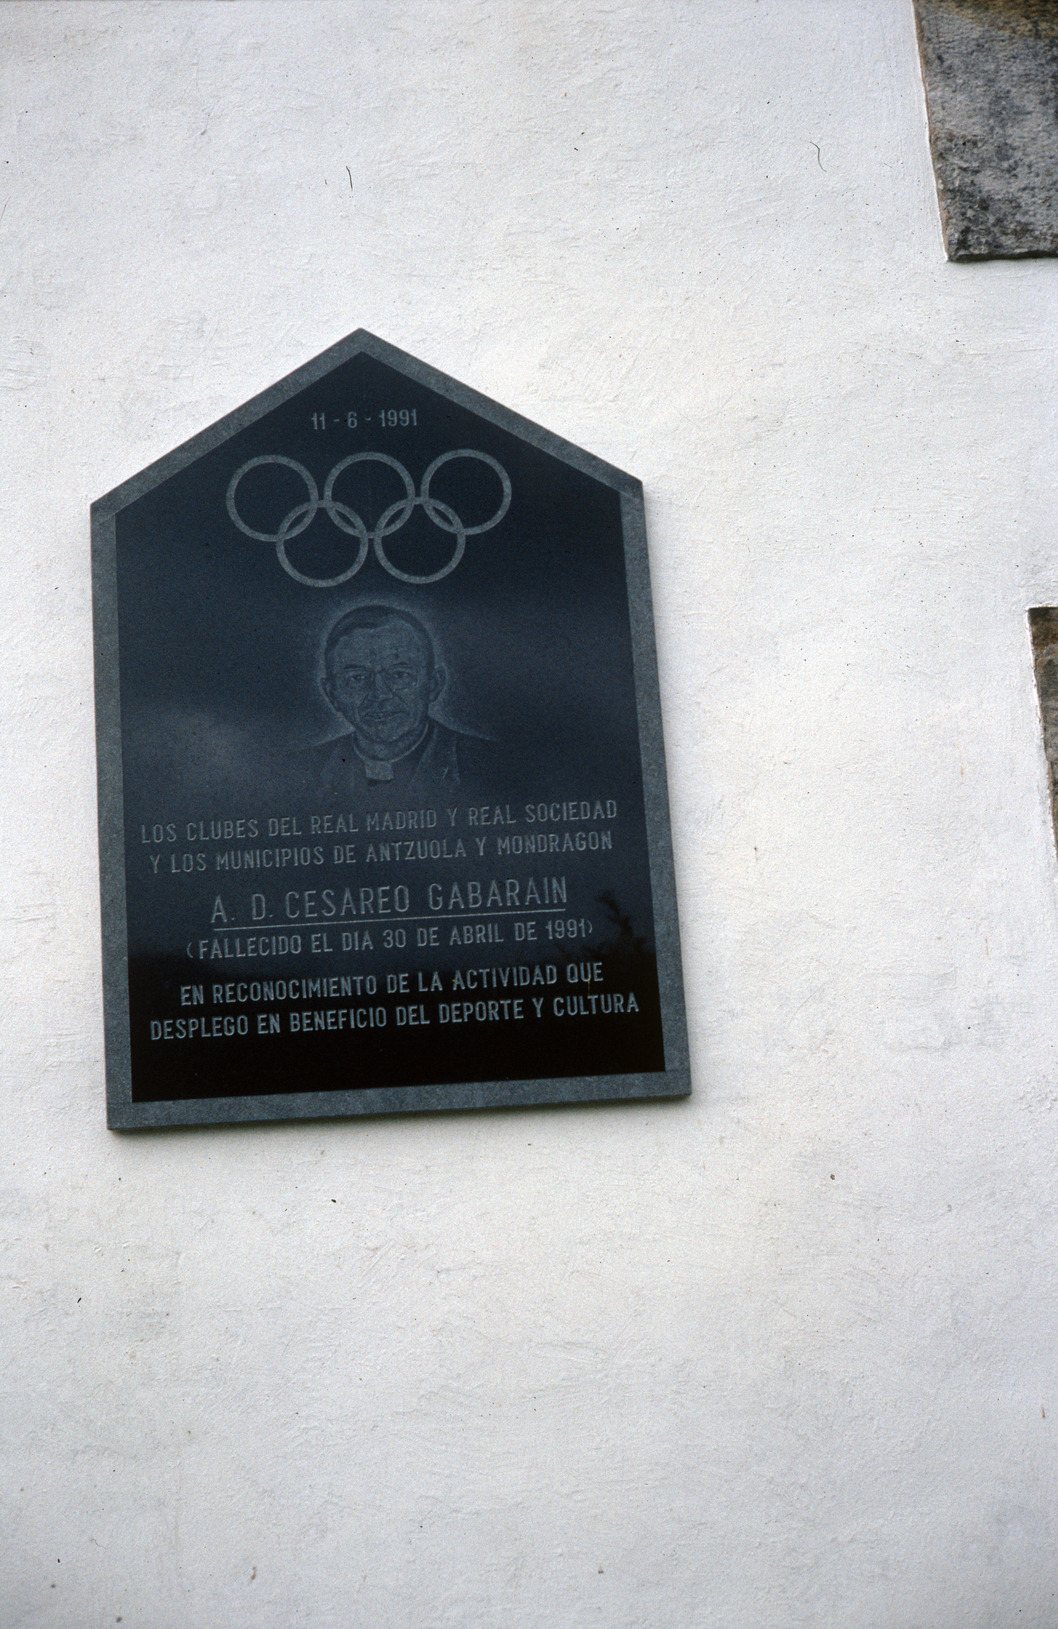 11 - 6 - 1991
LOS CLUBES DEL REAL MADRID Y REAL SOCIEDAD
Y LOS MUNICIPIOS DE ANTZUOLA Y MONDRAGON
A. D. CESAREO GABARAIN
(FALLECIDO EL DIA 30 DE ABRIL DE 1991)
EN RECONOCIMIENTO DE LA ACTIVIDAD QUE
DESPLEGO EN BENEFICIO DEL DEPORTE Y CULTURA